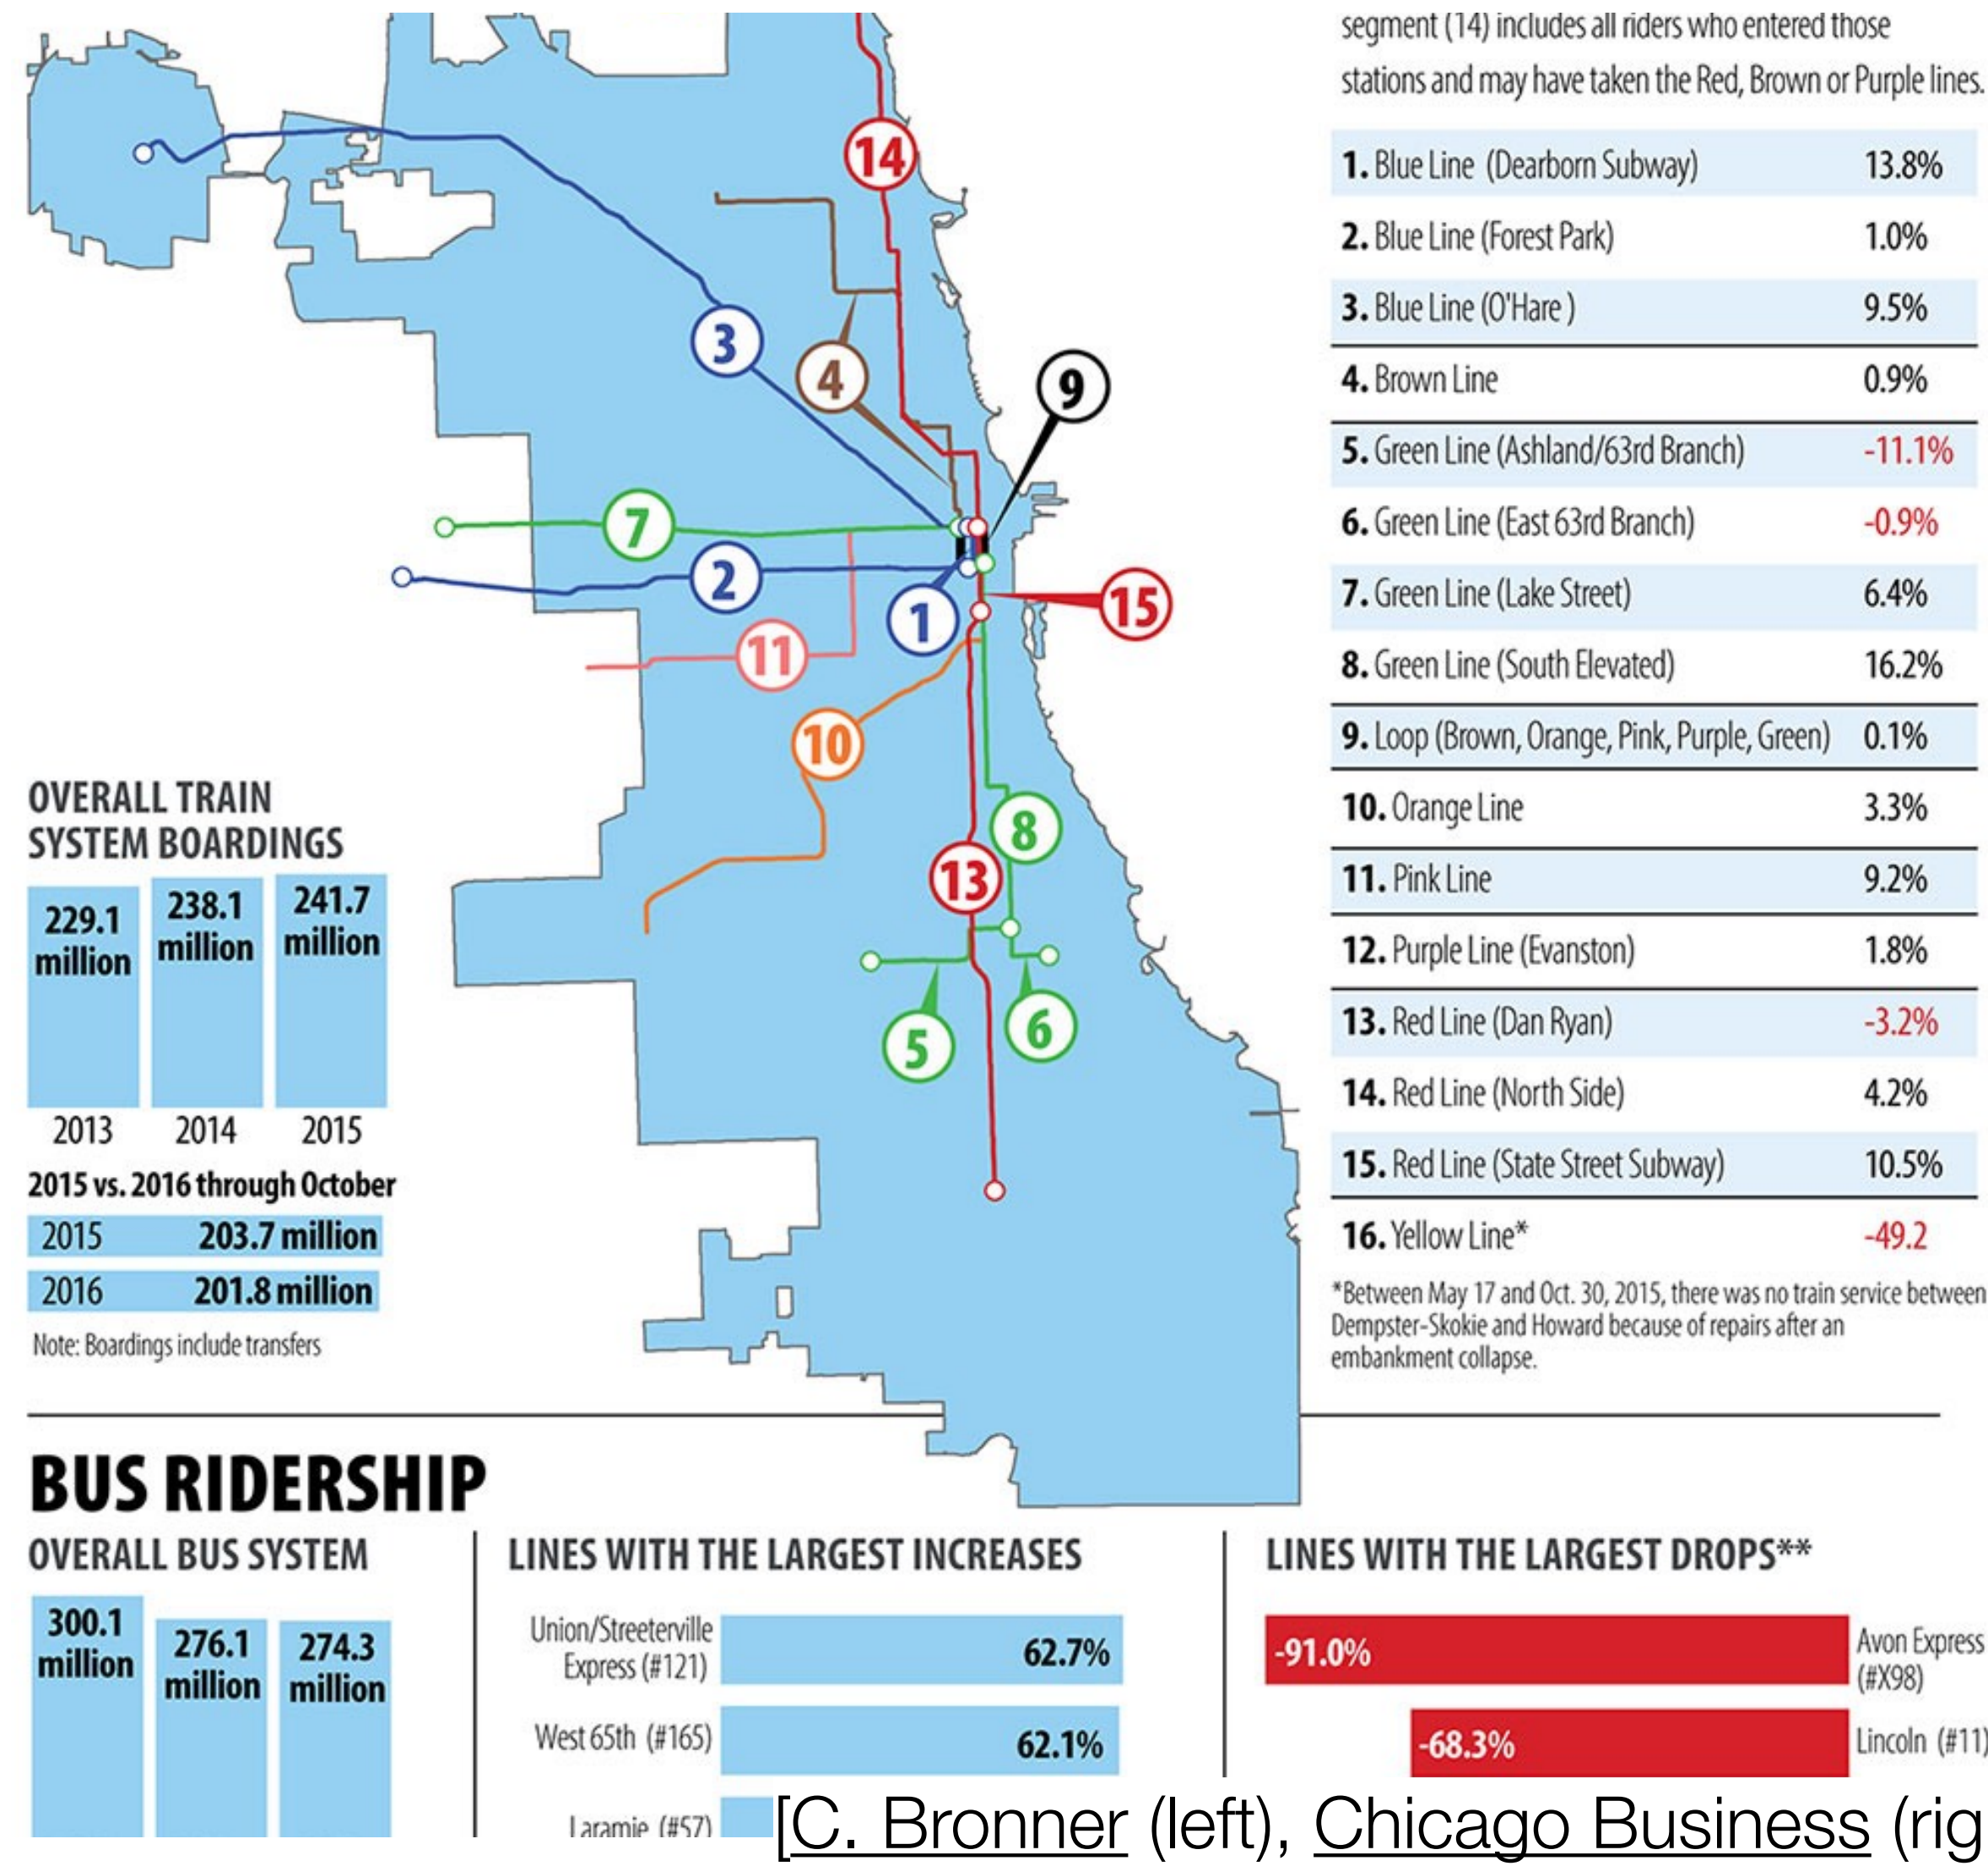 segment (14) includes all riders who entered those
stations and may have taken the Red, Brown or Purple lines.
1. Blue Line (Dearborn Subway) 13.8%
2. Blue Line (Forest Park) 1.0%
3. Blue Line (O'Hare ) 9.5%
4. Brown Line 0.9%
5. Green Line (Ashland/63rd Branch) -11.1%
6. Green Line (East 63rd Branch) -0.9%
7. Green Line (Lake Street) 6.4%
8. Green Line (South Elevated) 16.2%
9. Loop (Brown, Orange, Pink, Purple, Green) 0.1%
10. Orange Line 3.3%
11. Pink Line 9.2%
12. Purple Line (Evanston) 1.8%
13. Red Line (Dan Ryan) -3.2%
14. Red Line (North Side) 4.2%
15. Red Line (State Street Subway) 10.5%
16. Yellow Line* -49.2
*Between May 17 and Oct. 30, 2015, there was no train service between
Dempster-Skokie and Howard because of repairs after an
embankment collapse.
14
3
4
9
7
2
1
15
11
10
8
13
5
6
OVERALL TRAIN
SYSTEM BOARDINGS
229.1
million
238.1
million
241.7
million
2013 2014 2015
2015 vs. 2016 through October
2015 203.7 million
2016 201.8 million
Note: Boardings include transfers
BUS RIDERSHIP
OVERALL BUS SYSTEM
300.1
million
276.1
million
274.3
million
LINES WITH THE LARGEST INCREASES
Union/Streeterville
Express (#121)
62.7%
West 65th (#165) 62.1%
Laramie (#57)
LINES WITH THE LARGEST DROPS**
-91.0%
Avon Express
(#X98)
-68.3% Lincoln (#11)
[C. Bronner (left), Chicago Business (rig